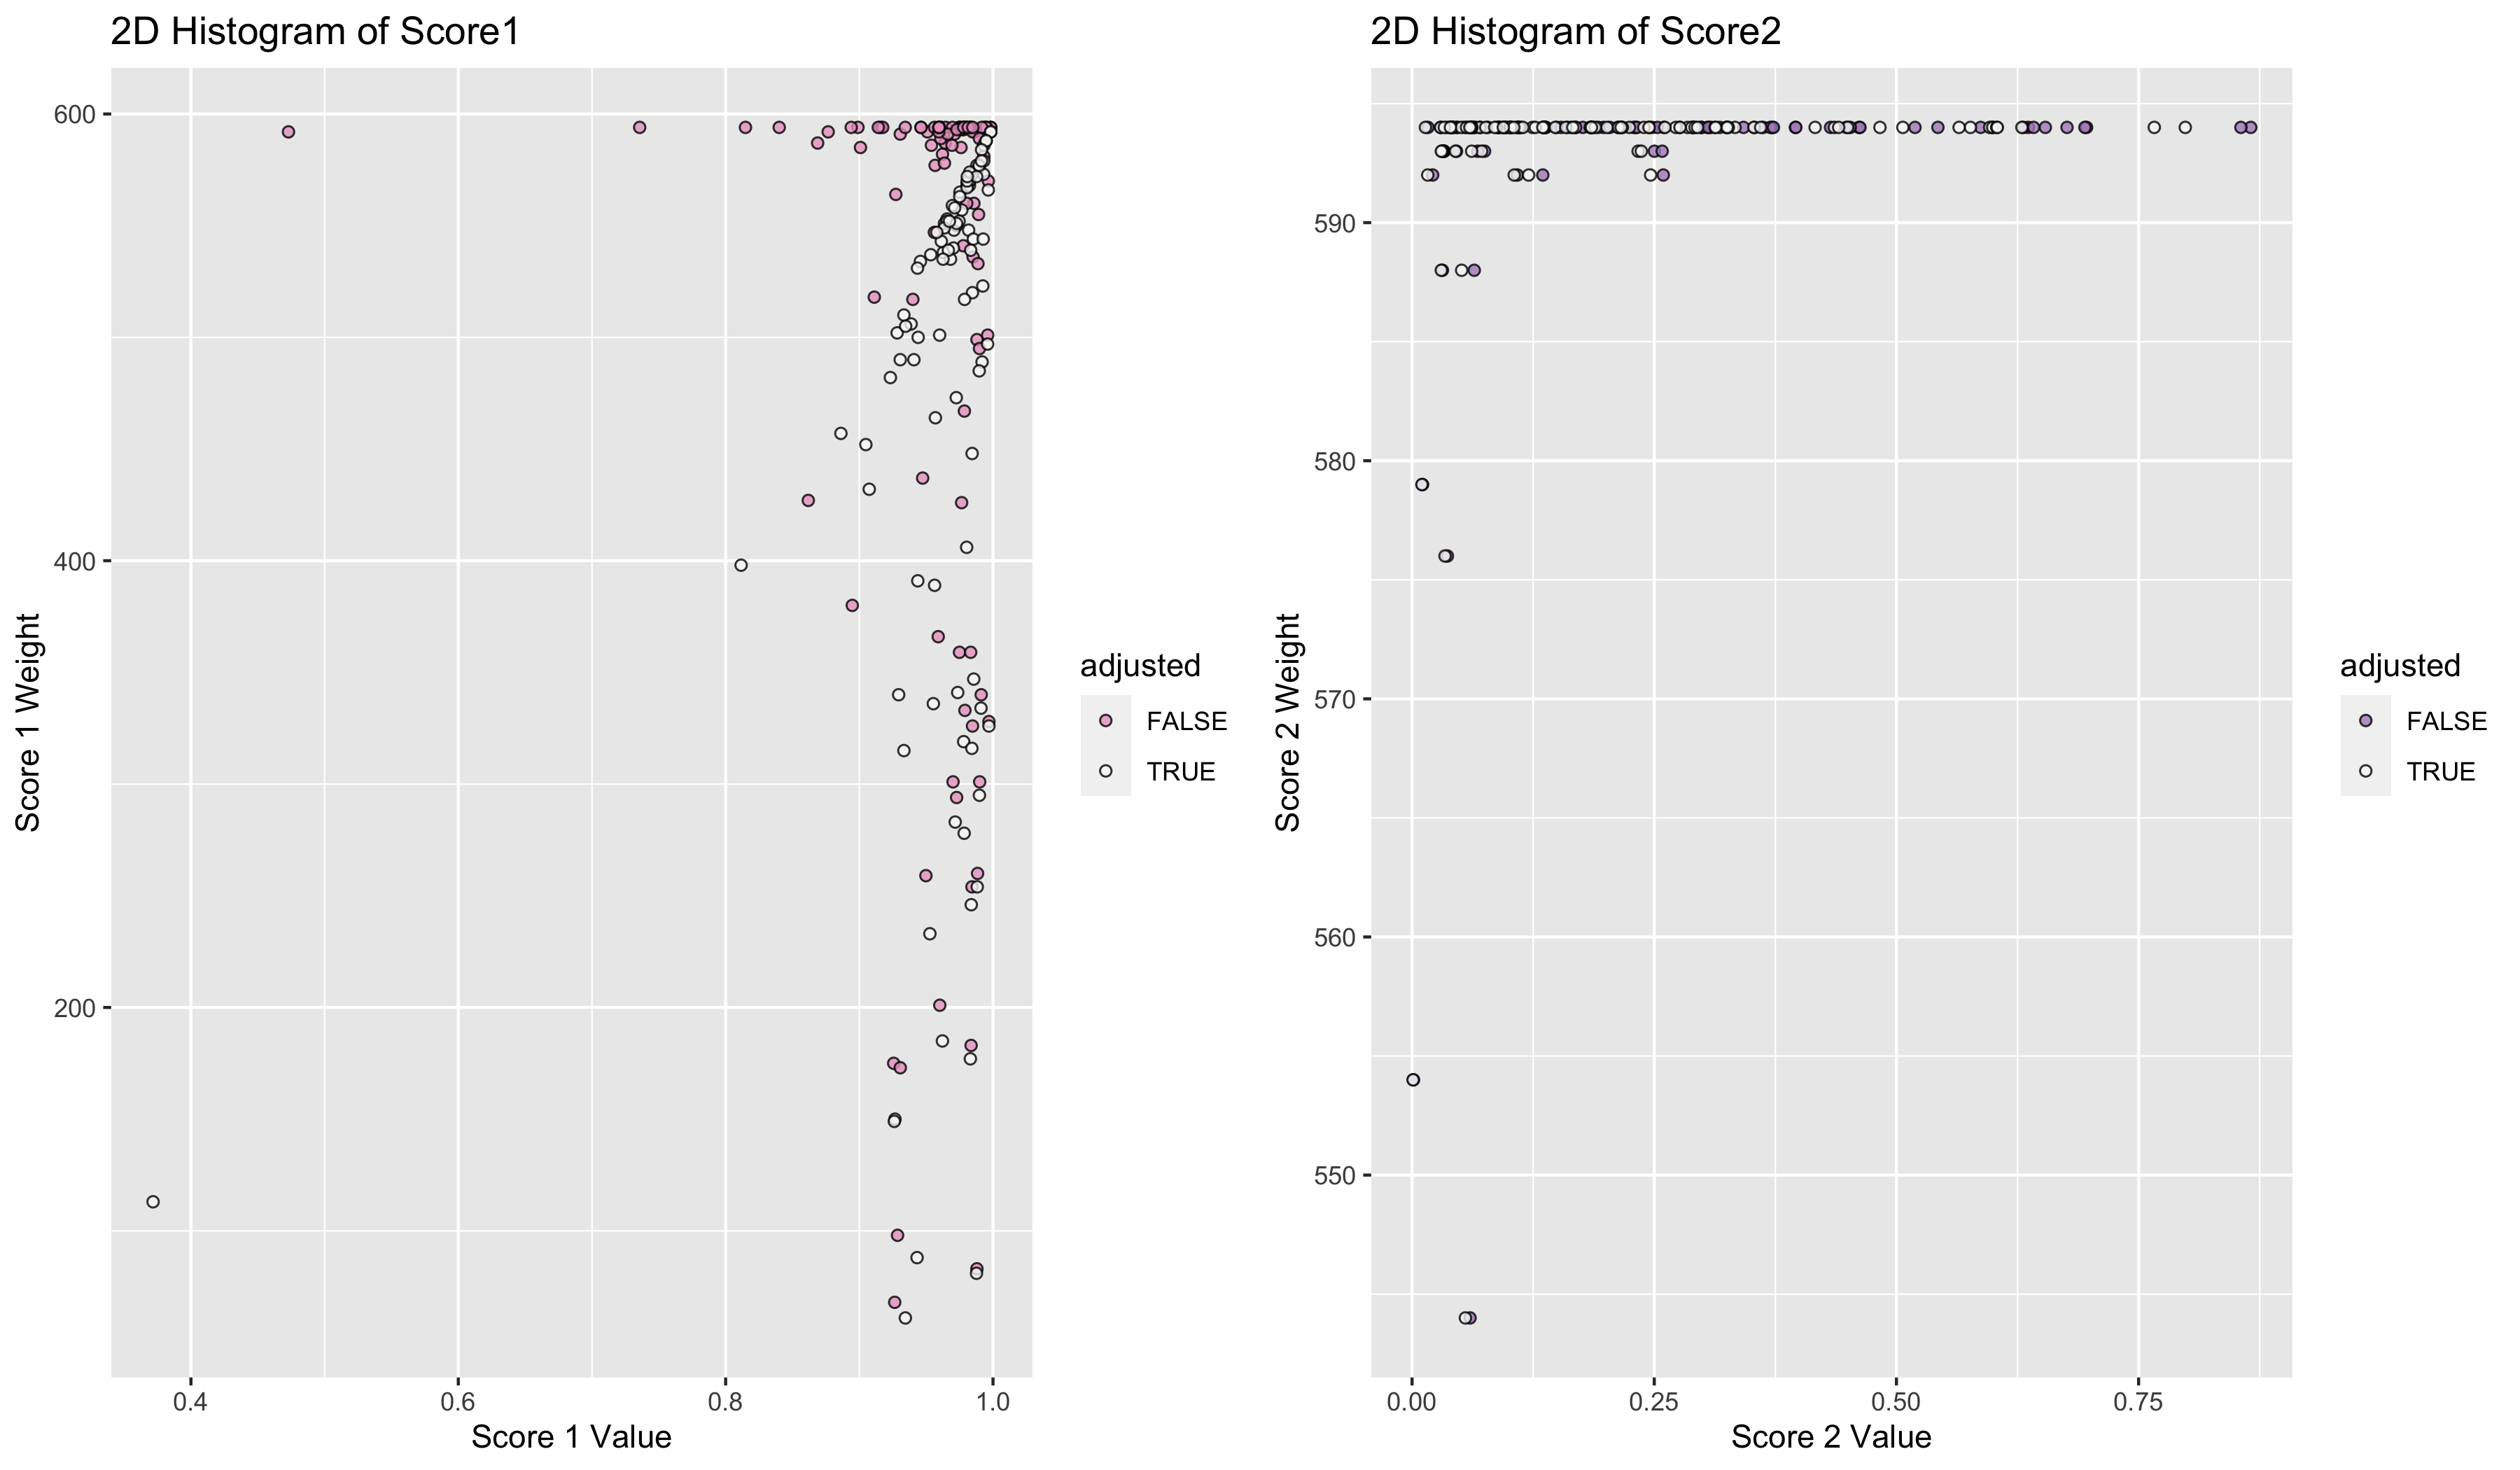 2D Histogram of Score1
600
400
200
Score 1 Weight
0.4
0.6
0.8
1.0
Score 1 Value
adjusted
FALSE
TRUE
2D Histogram of Score2
590
580
570
560
550
Score 2 Weight
0.00
0.25
0.50
0.75
Score 2 Value
adjusted
FALSE
TRUE